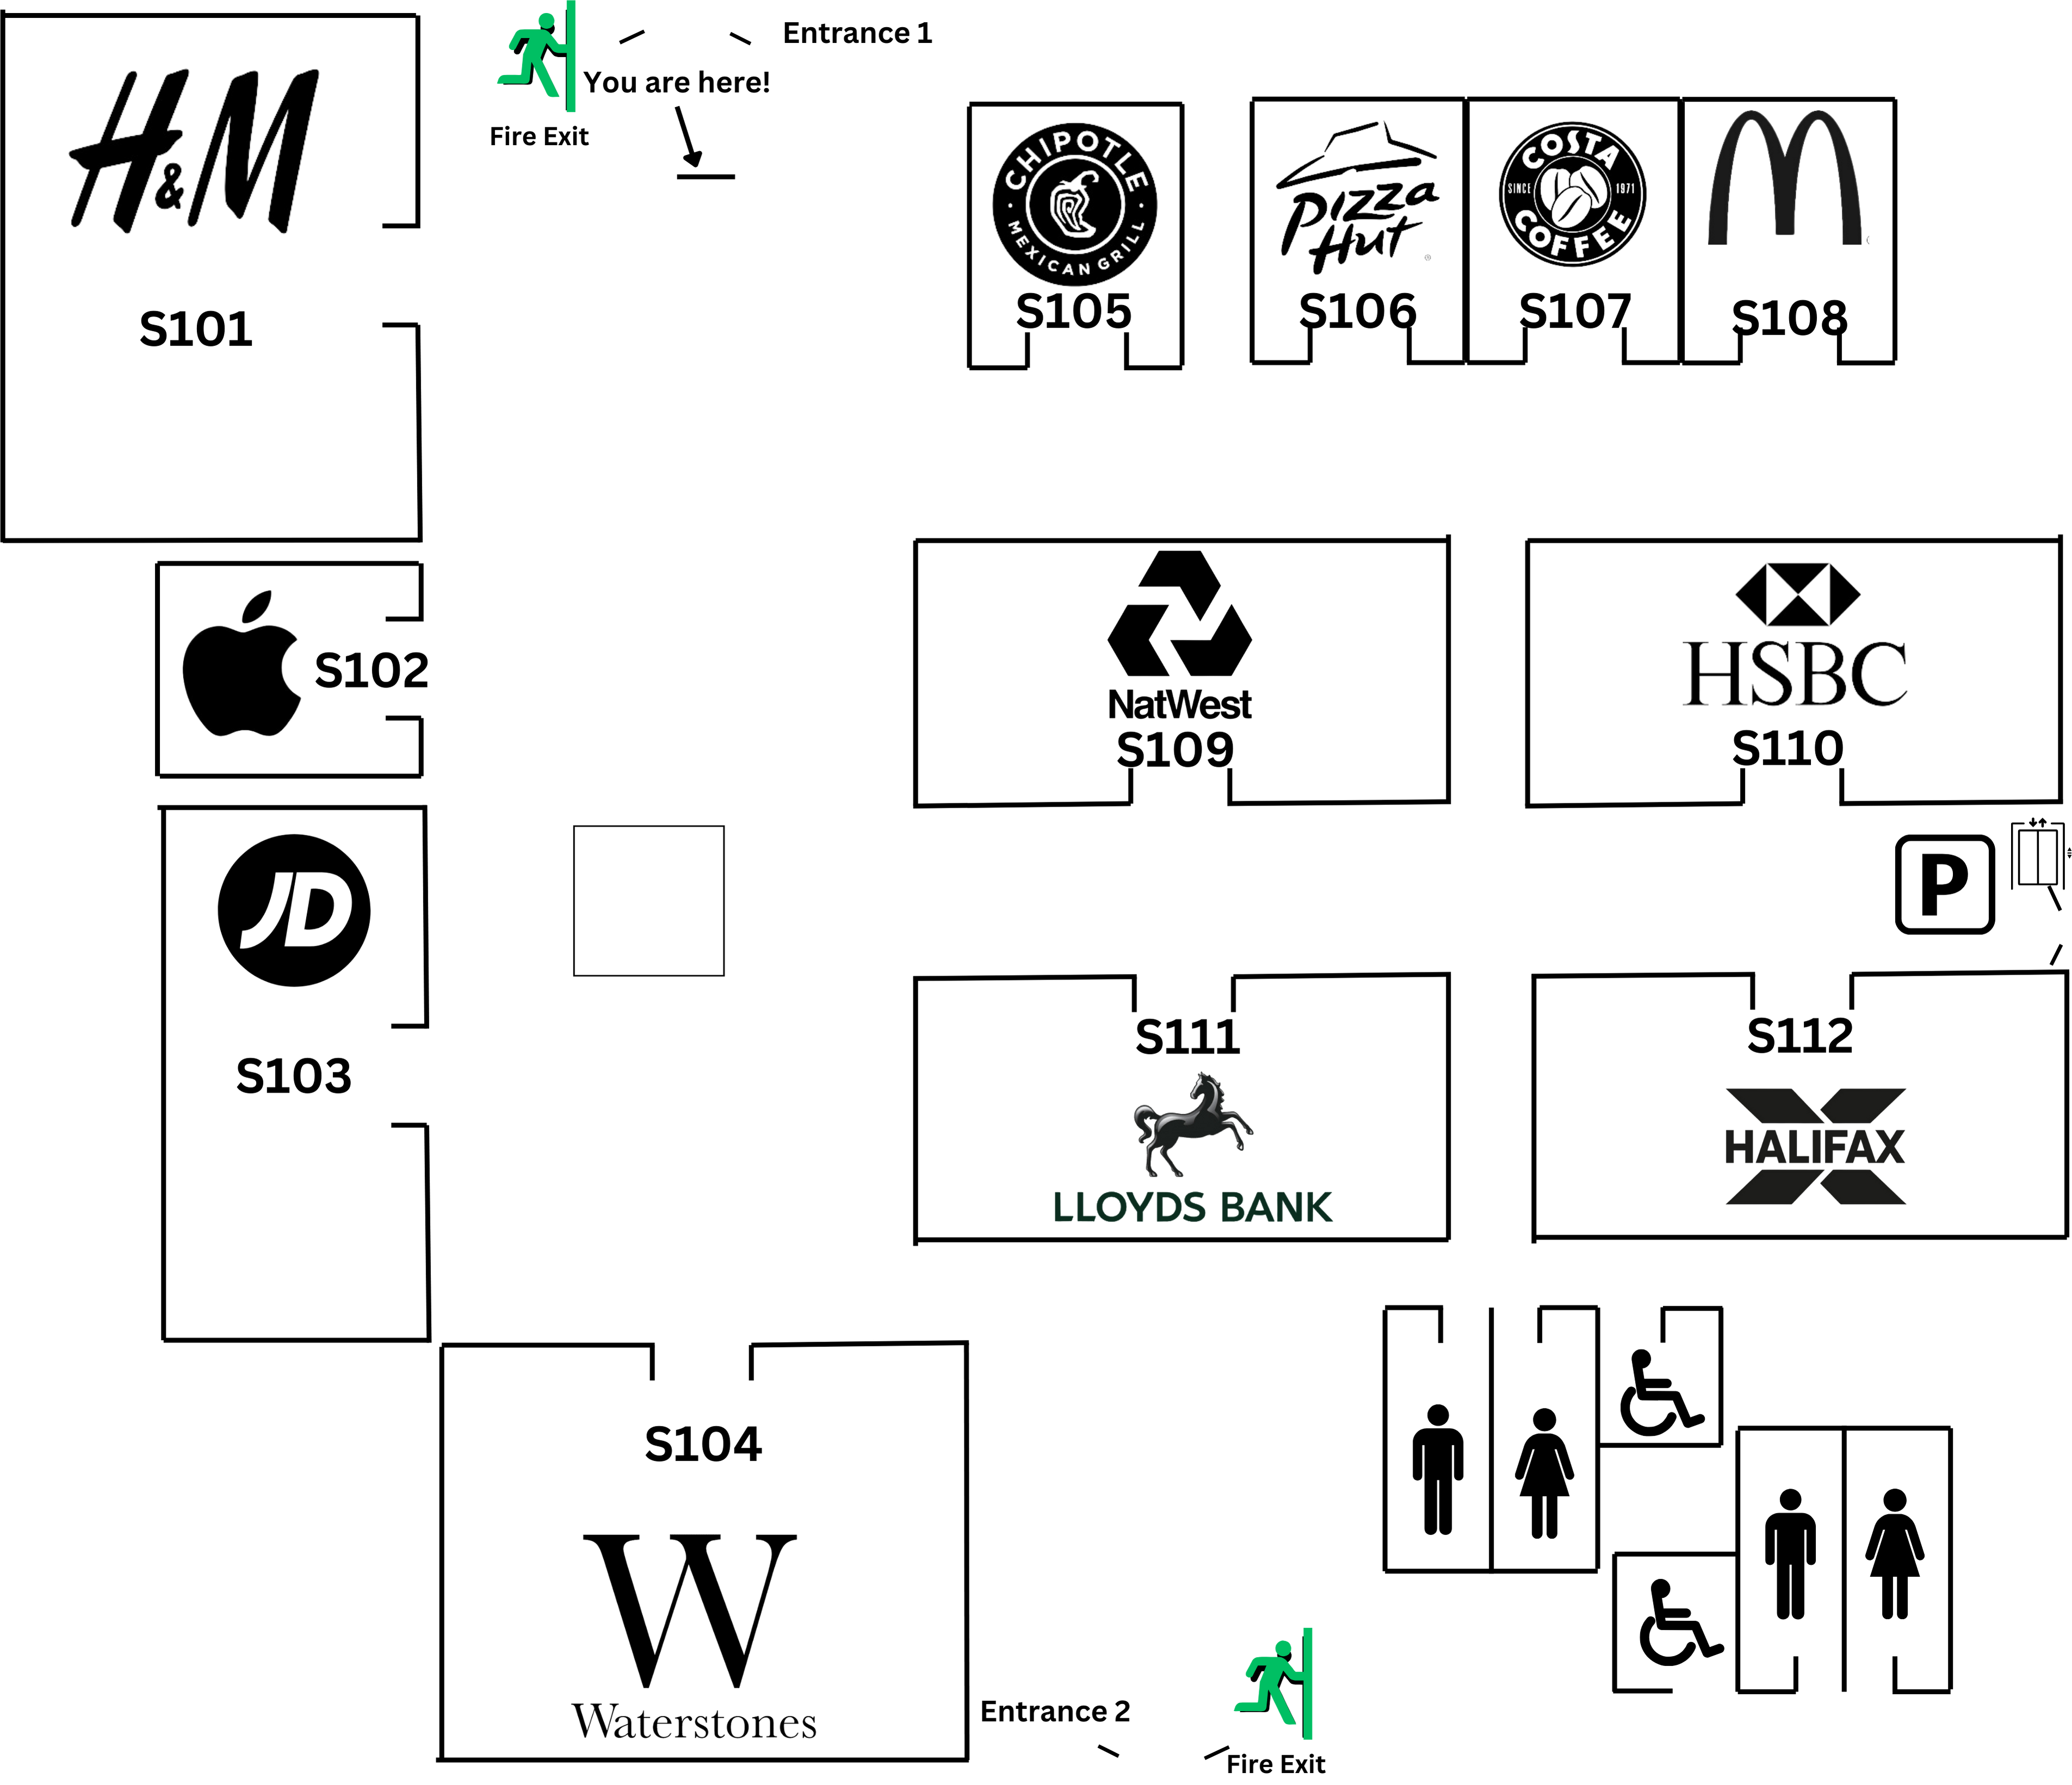 H&M
S101
Fire Exit
You are here!
Entrance 1
CHIPOTLE
MEXICAN GRILL
S105
Pizza
Hut
S106
COSTA
SINCE 1971
COFFEE
S107
S108
S102
NatWest
S109
HSBC
S110
JD
S103
P
S111
LLOYDS BANK
S112
HALIFAX
S104
W
Waterstones
Entrance 2
Fire Exit